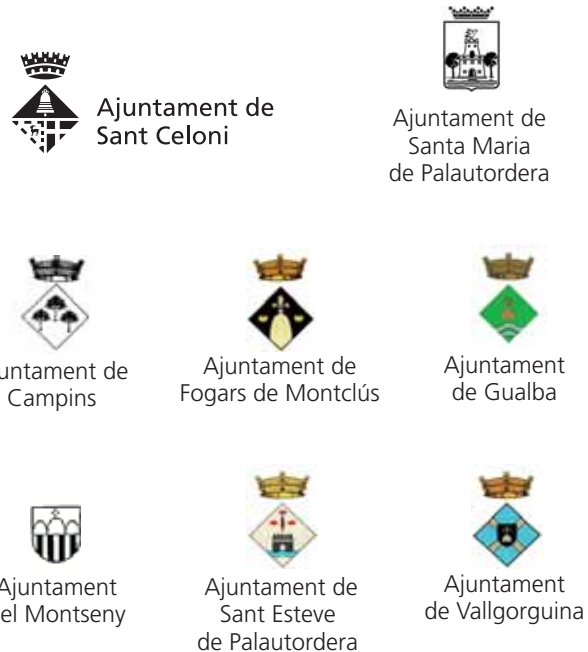 Ajuntament de
Sant Celoni
Ajuntament de
Santa Maria
de Palautordera
untament de
Campins
Ajuntament de
Fogars de Montclús
Ajuntament
de Gualba
Ajuntament
el Montseny
Ajuntament de
Sant Esteve
de Palautordera
Ajuntament
de Vallgorguina